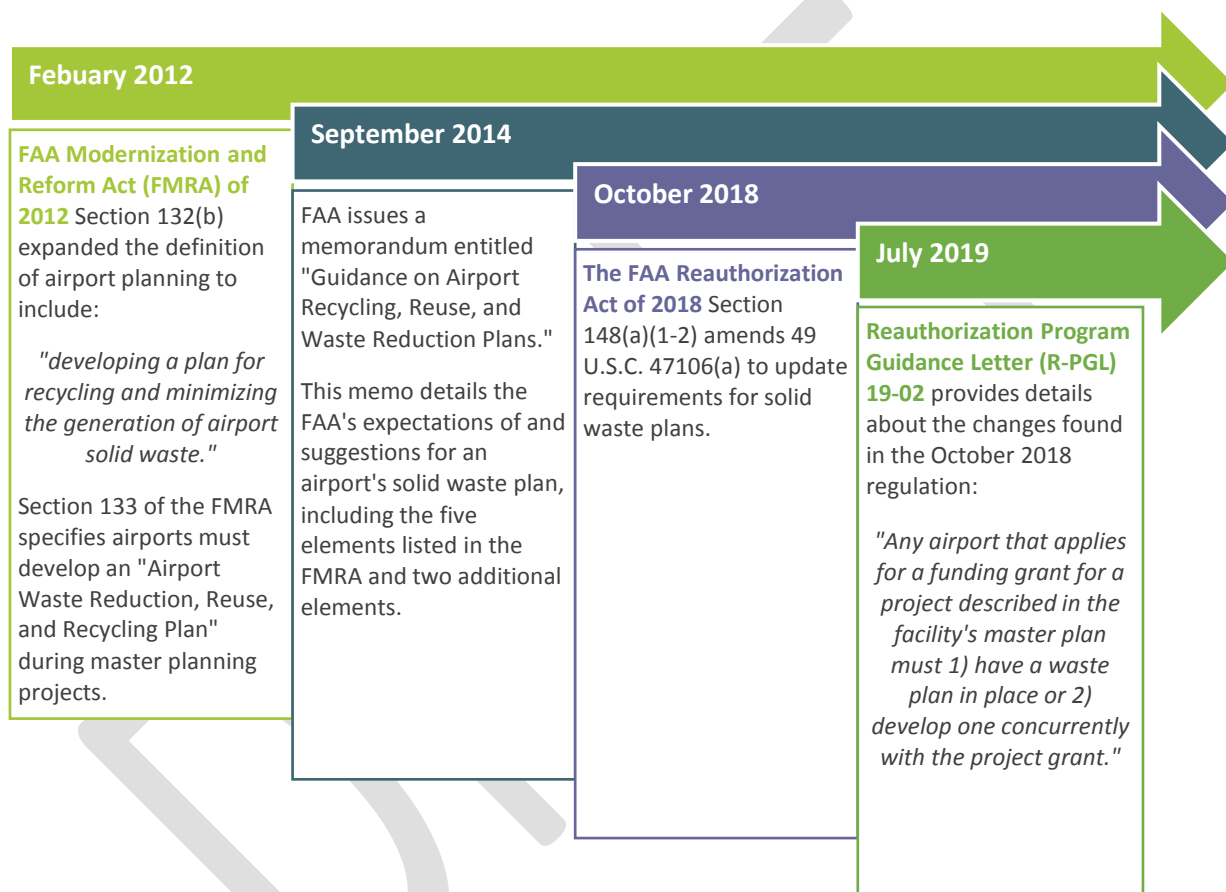 Febuary 2012
FAA Modernization and
Reform Act (FMRA) of
2012 Section 132(b)
expanded the definition
of airport planning to
include:
"developing a plan for
recycling and minimizing
the generation of airport
solid waste."
Section 133 of the FMRA
specifies airports must
develop an "Airport
Waste Reduction, Reuse,
and Recycling Plan"
during master planning
projects.
September 2014
FAA issues a
memorandum entitled
"Guidance on Airport
Recycling, Reuse, and
Waste Reduction Plans."
This memo details the
FAA's expectations of and
suggestions for an
airport's solid waste plan,
including the five
elements listed in the
FMRA and two additional
elements.
October 2018
The FAA Reauthorization
Act of 2018 Section
148(a)(1-2) amends 49
U.S.C. 47106(a) to update
requirements for solid
waste plans.
July 2019
Reauthorization Program
Guidance Letter (R-PGL)
19-02 provides details
about the changes found
in the October 2018
regulation:
"Any airport that applies
for a funding grant for a
project described in the
facility's master plan
must 1) have a waste
plan in place or 2)
develop one concurrently
with the project grant."